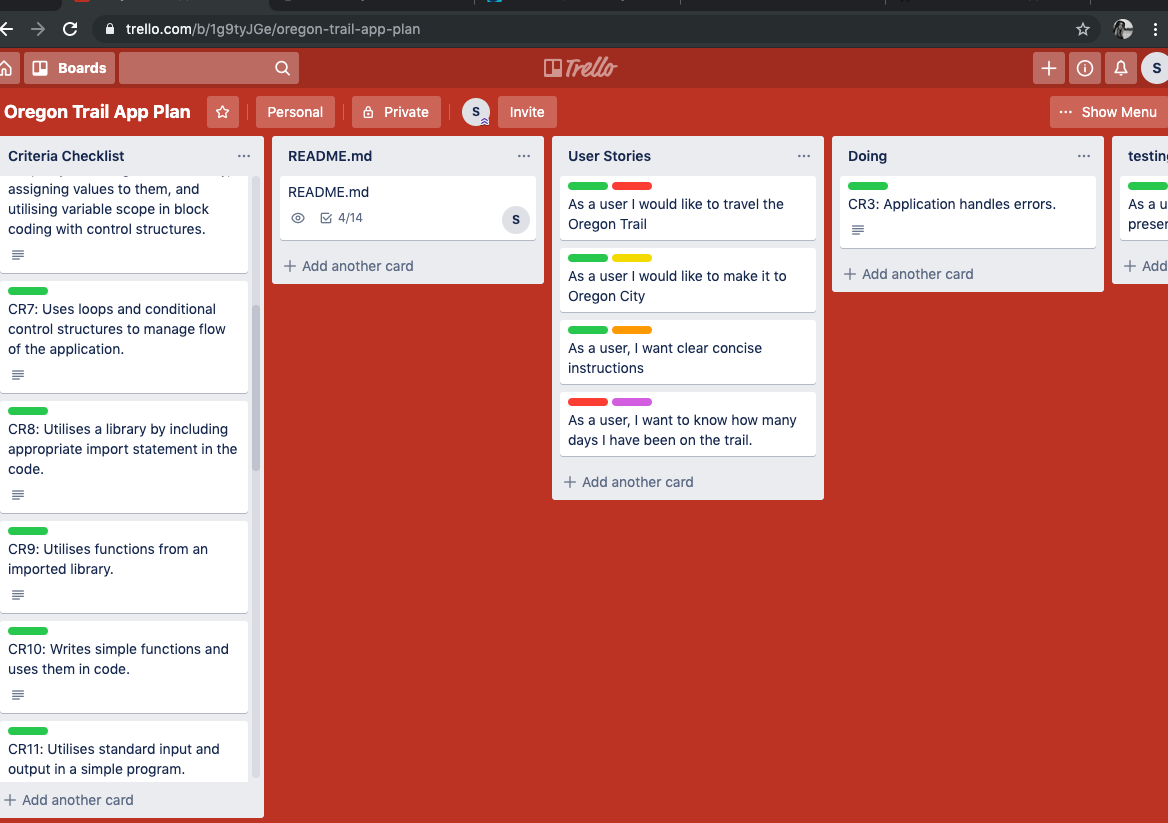 trello.com/b/1g9tyJGe/oregon-trail-app-plan
Boards
Trello
S
Oregon Trail App Plan
Personal
Private
S
Invite
··· Show Menu
Criteria Checklist
assigning values to them, and
utilising variable scope in block
coding with control structures.
CR7: Uses loops and conditional
control structures to manage flow
of the application.
CR8: Utilises a library by including
appropriate import statement in the
code.
CR9: Utilises functions from an
imported library.
CR10: Writes simple functions and
uses them in code.
CR11: Utilises standard input and
output in a simple program.
+ Add another card
README.md
README.md
4/14
S
+ Add another card
User Stories
As a user I would like to travel the
Oregon Trail
As a user I would like to make it to
Oregon City
As a user, I want clear concise
instructions
As a user, I want to know how many
days I have been on the trail.
+ Add another card
Doing
CR3: Application handles errors.
+ Add another card
testing
As a u
preser
+ Add